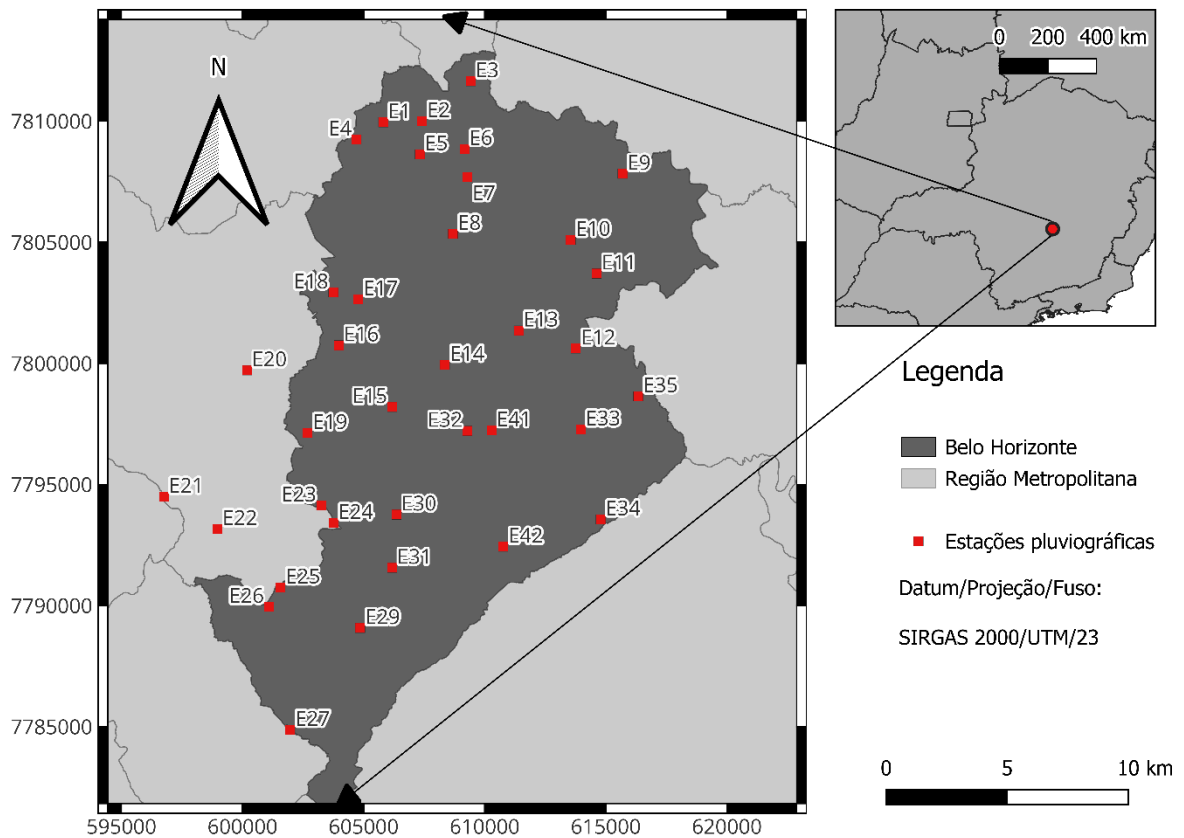 N
E3
E1
E2
7810000
E4
E5
E6
E9
E7
E8
E10
7805000
E11
E18
E17
E13
E16
E12
E14
E20
7800000
E35
E15
E32
E41
E33
E19
7795000
E21
E23
E24
E30
E34
E22
E42
E31
E25
7790000
E26
E29
E27
7785000
595000
600000
605000
610000
615000
620000
0 200 400 km
Legenda
Belo Horizonte
Região Metropolitana
Estações pluviográficas
Datum/Projeção/Fuso:
SIRGAS 2000/UTM/23
0 5 10 km